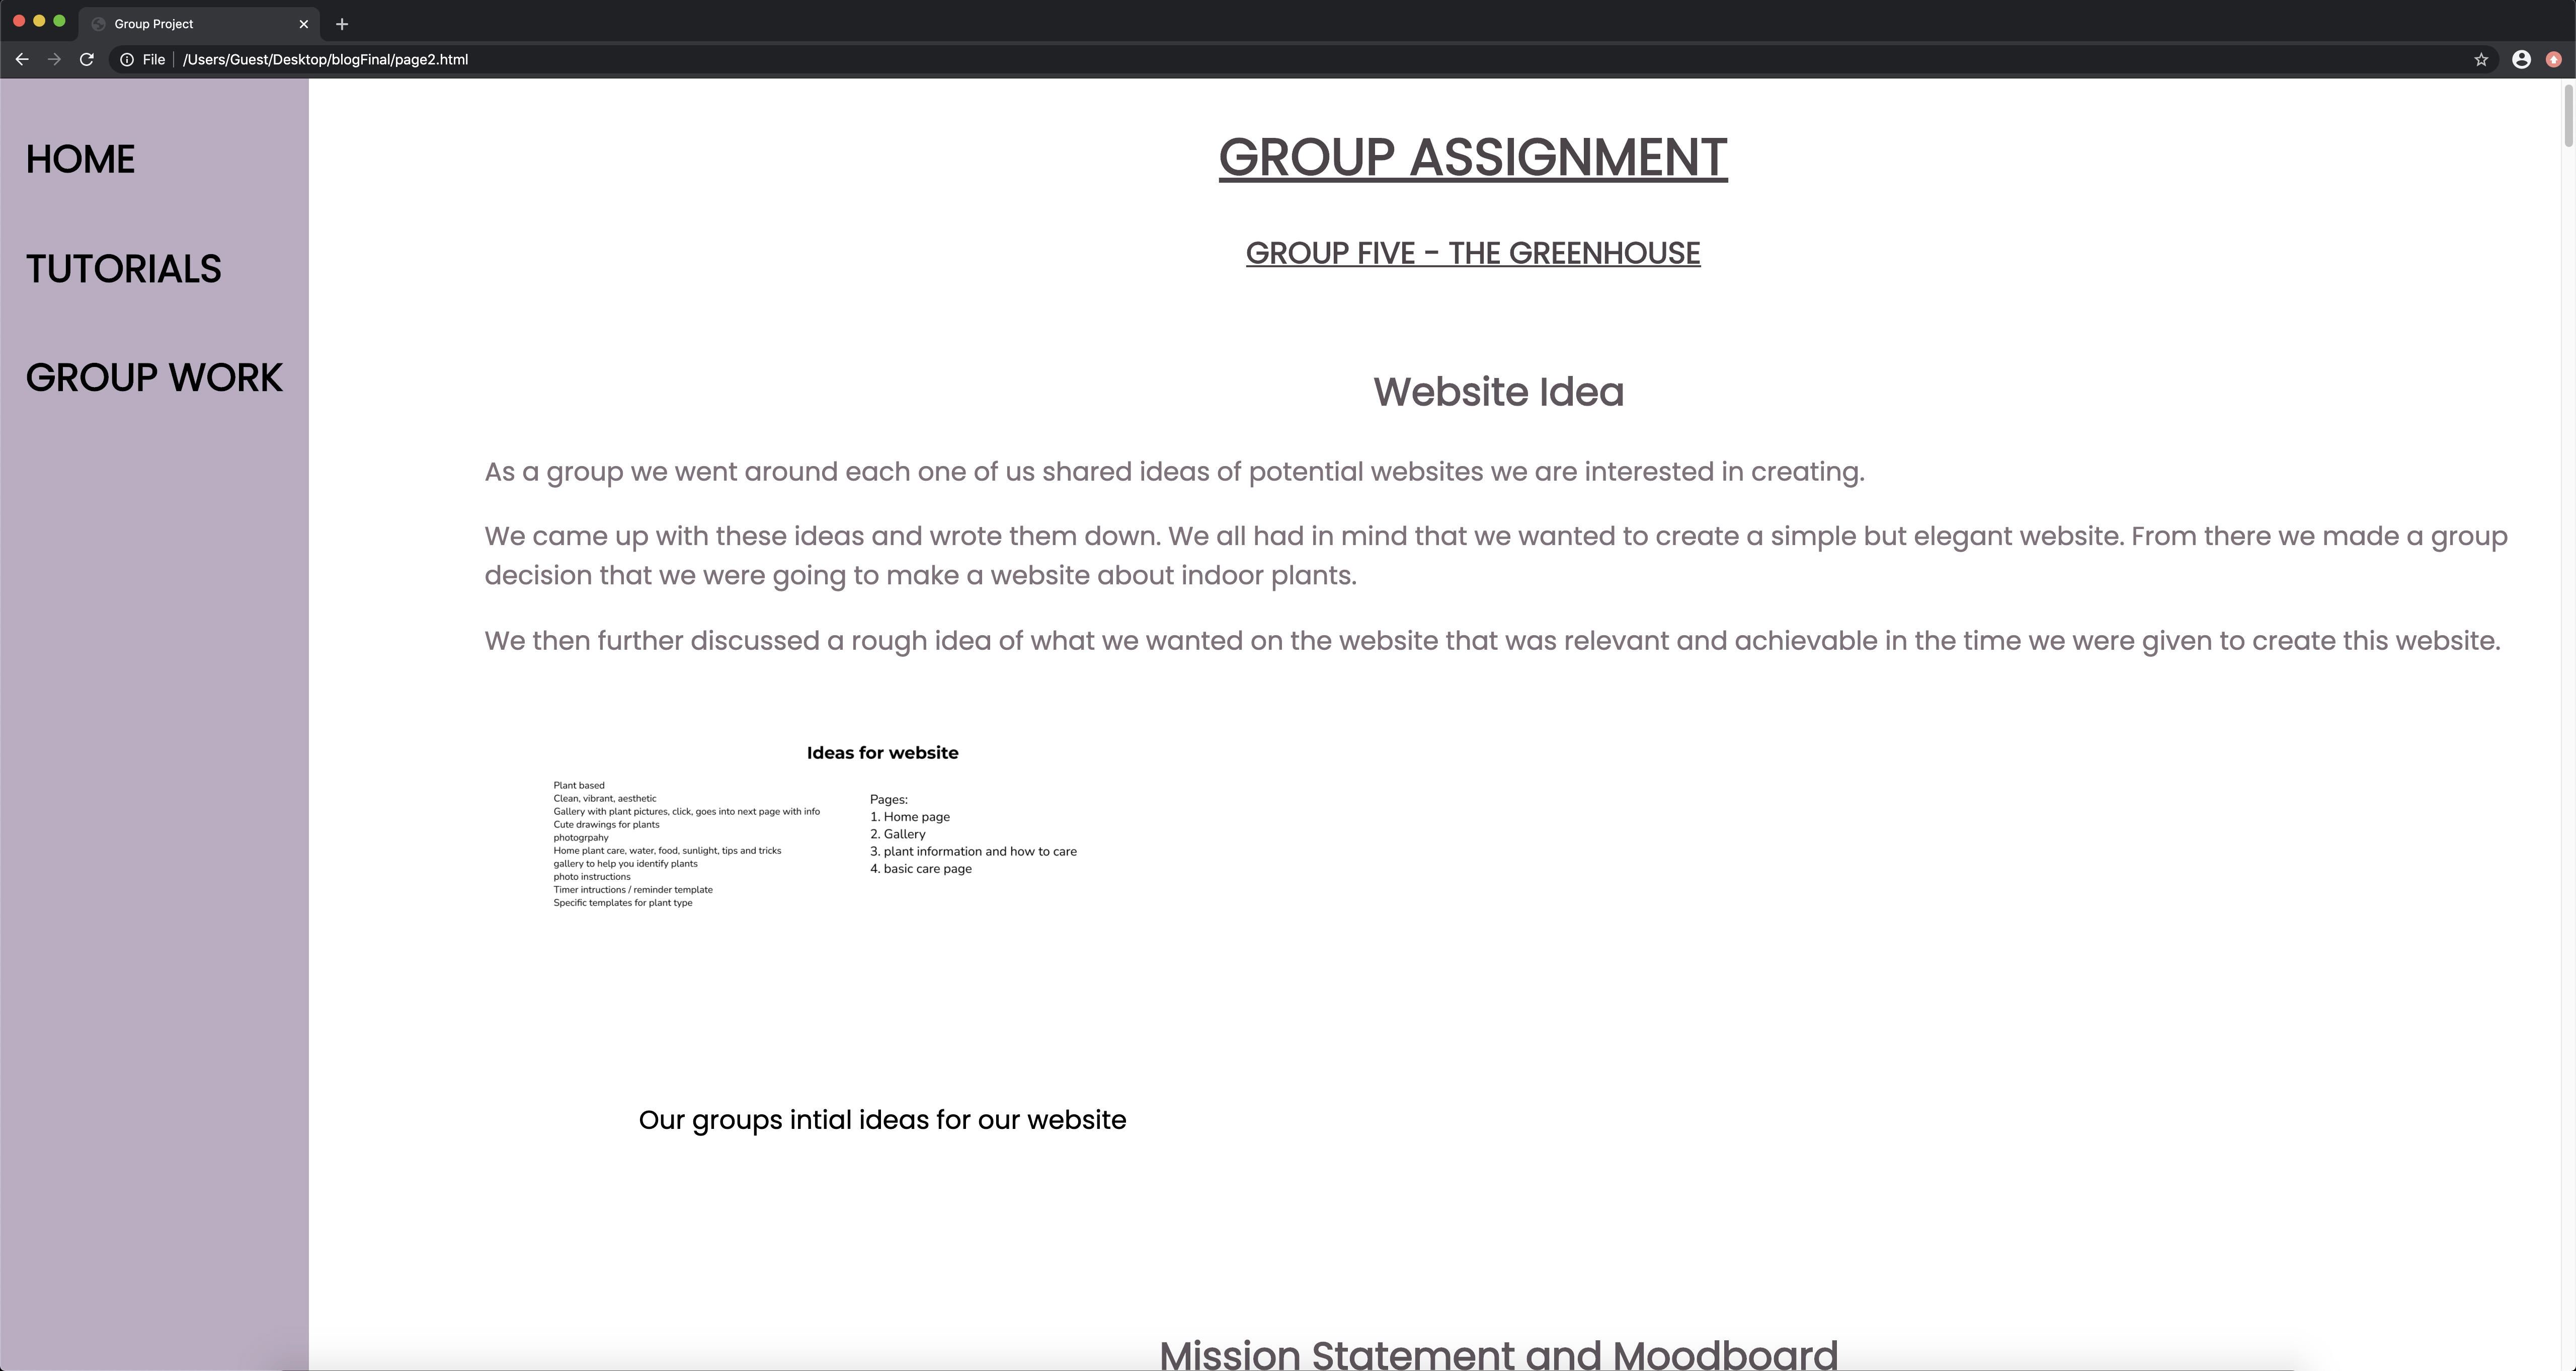 Group Project
File | /Users/Guest/Desktop/blogFinal/page2.html
HOME
TUTORIALS
GROUP WORK
GROUP ASSIGNMENT
GROUP FIVE - THE GREENHOUSE
Website Idea
As a group we went around each one of us shared ideas of potential websites we are interested in creating.
We came up with these ideas and wrote them down. We all had in mind that we wanted to create a simple but elegant website. From there we made a group
decision that we were going to make a website about indoor plants.
We then further discussed a rough idea of what we wanted on the website that was relevant and achievable in the time we were given to create this website.
Ideas for website
Plant based
Clean, vibrant, aesthetic
Gallery with plant pictures, click, goes into next page with info
Cute drawings for plants
photogrpahy
Home plant care, water, food, sunlight, tips and tricks
gallery to help you identify plants
photo instructions
Timer intructions / reminder template
Specific templates for plant type
Pages:
1. Home page
2. Gallery
3. plant information and how to care
4. basic care page
Our groups intial ideas for our website
Mission Statement and Moodboard